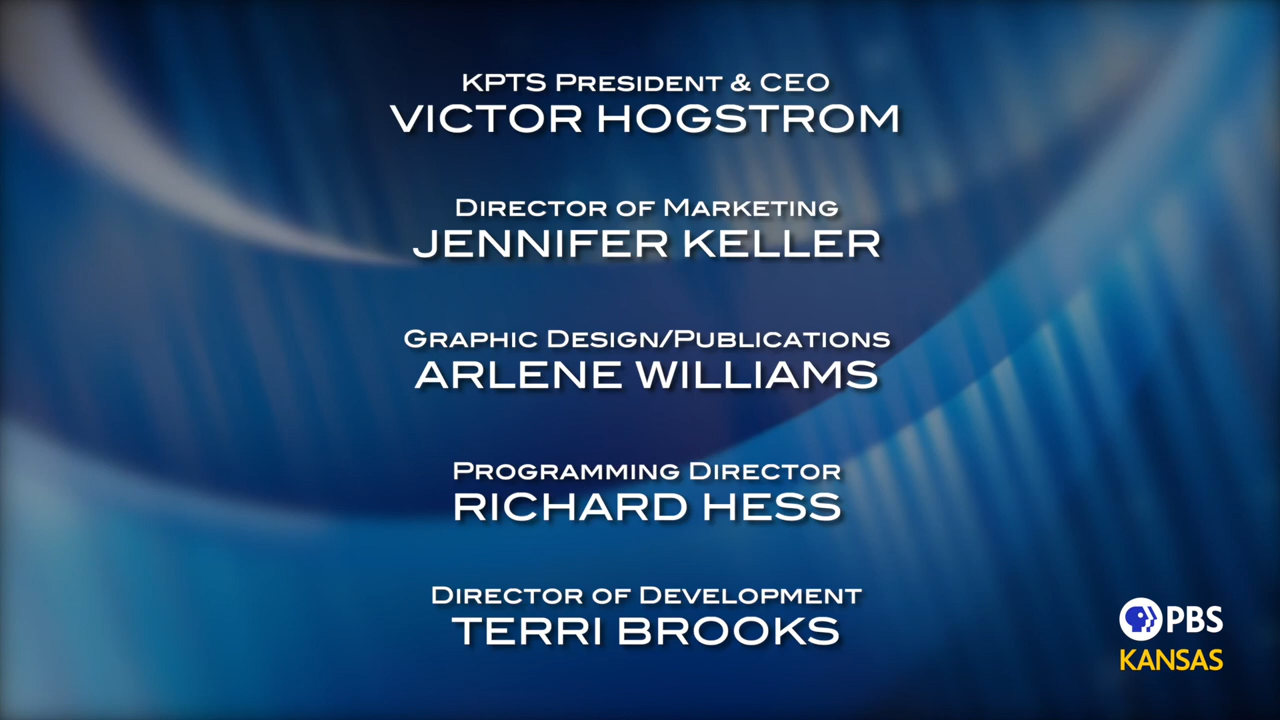 KPTS PRESIDENT & CEO
VICTOR HOGSTROM
DIRECTOR OF MARKETING
JENNIFER KELLER
GRAPHIC DESIGN/PUBLICATIONS
ARLENE WILLIAMS
PROGRAMMING DIRECTOR
RICHARD HESS
DIRECTOR OF DEVELOPMENT
TERRI BROOKS
PBS
KANSAS